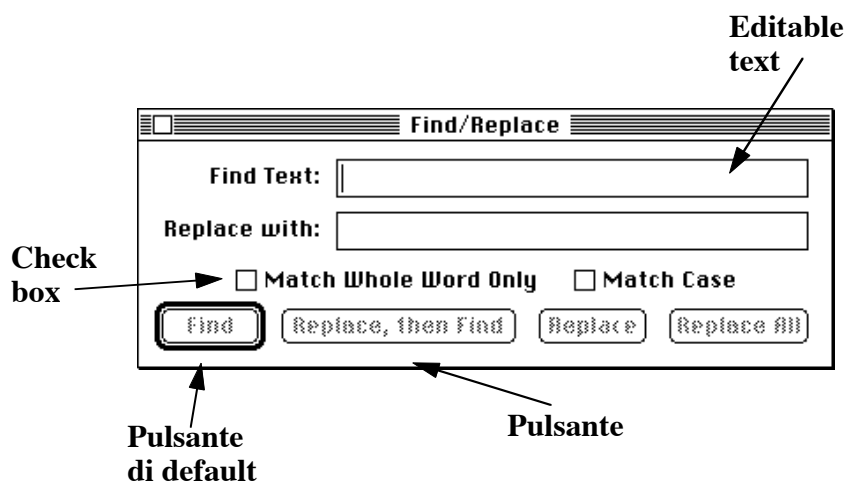 Editable
text
Find/Replace
Find Text:
Replace with:
Check
box
Match Whole Word Only Match Case
Find Replace, then Find Replace Replace All
Pulsante
di default
Pulsante